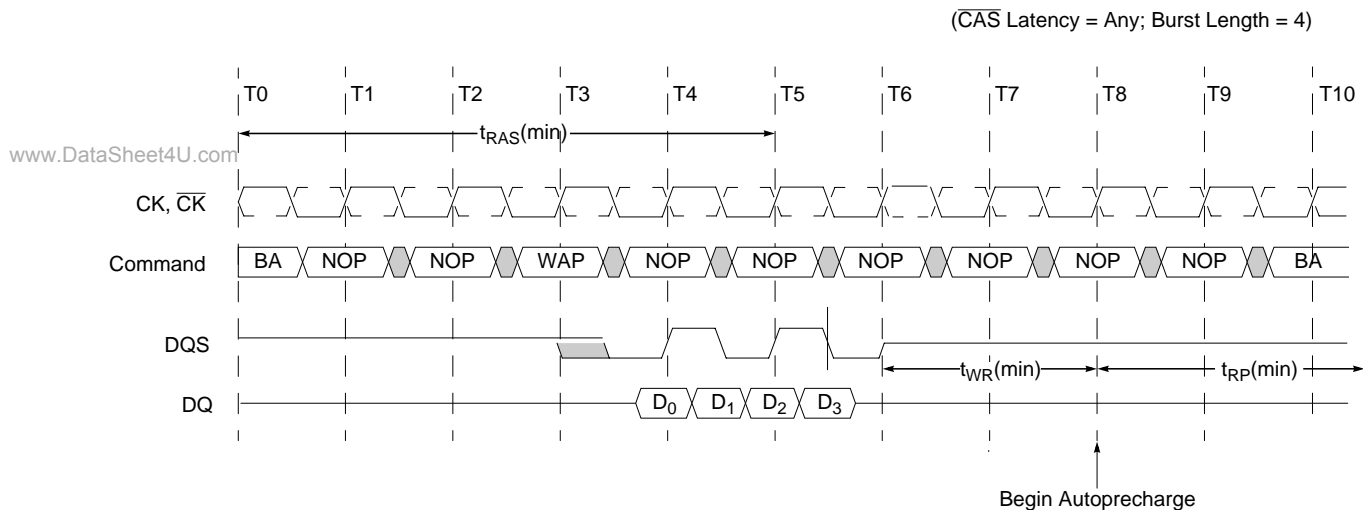 (CAS Latency = Any; Burst Length = 4)
T0 T1 T2 T3 T4 T5 T6 T7 T8 T9 T10
tRAS(min)
www.DataSheet4U.com
CK, CK
Command BA NOP NOP WAP NOP NOP NOP NOP NOP NOP BA
DQS
tWR(min) tRP(min)
DQ D0 D1 D2 D3
Begin Autoprecharge